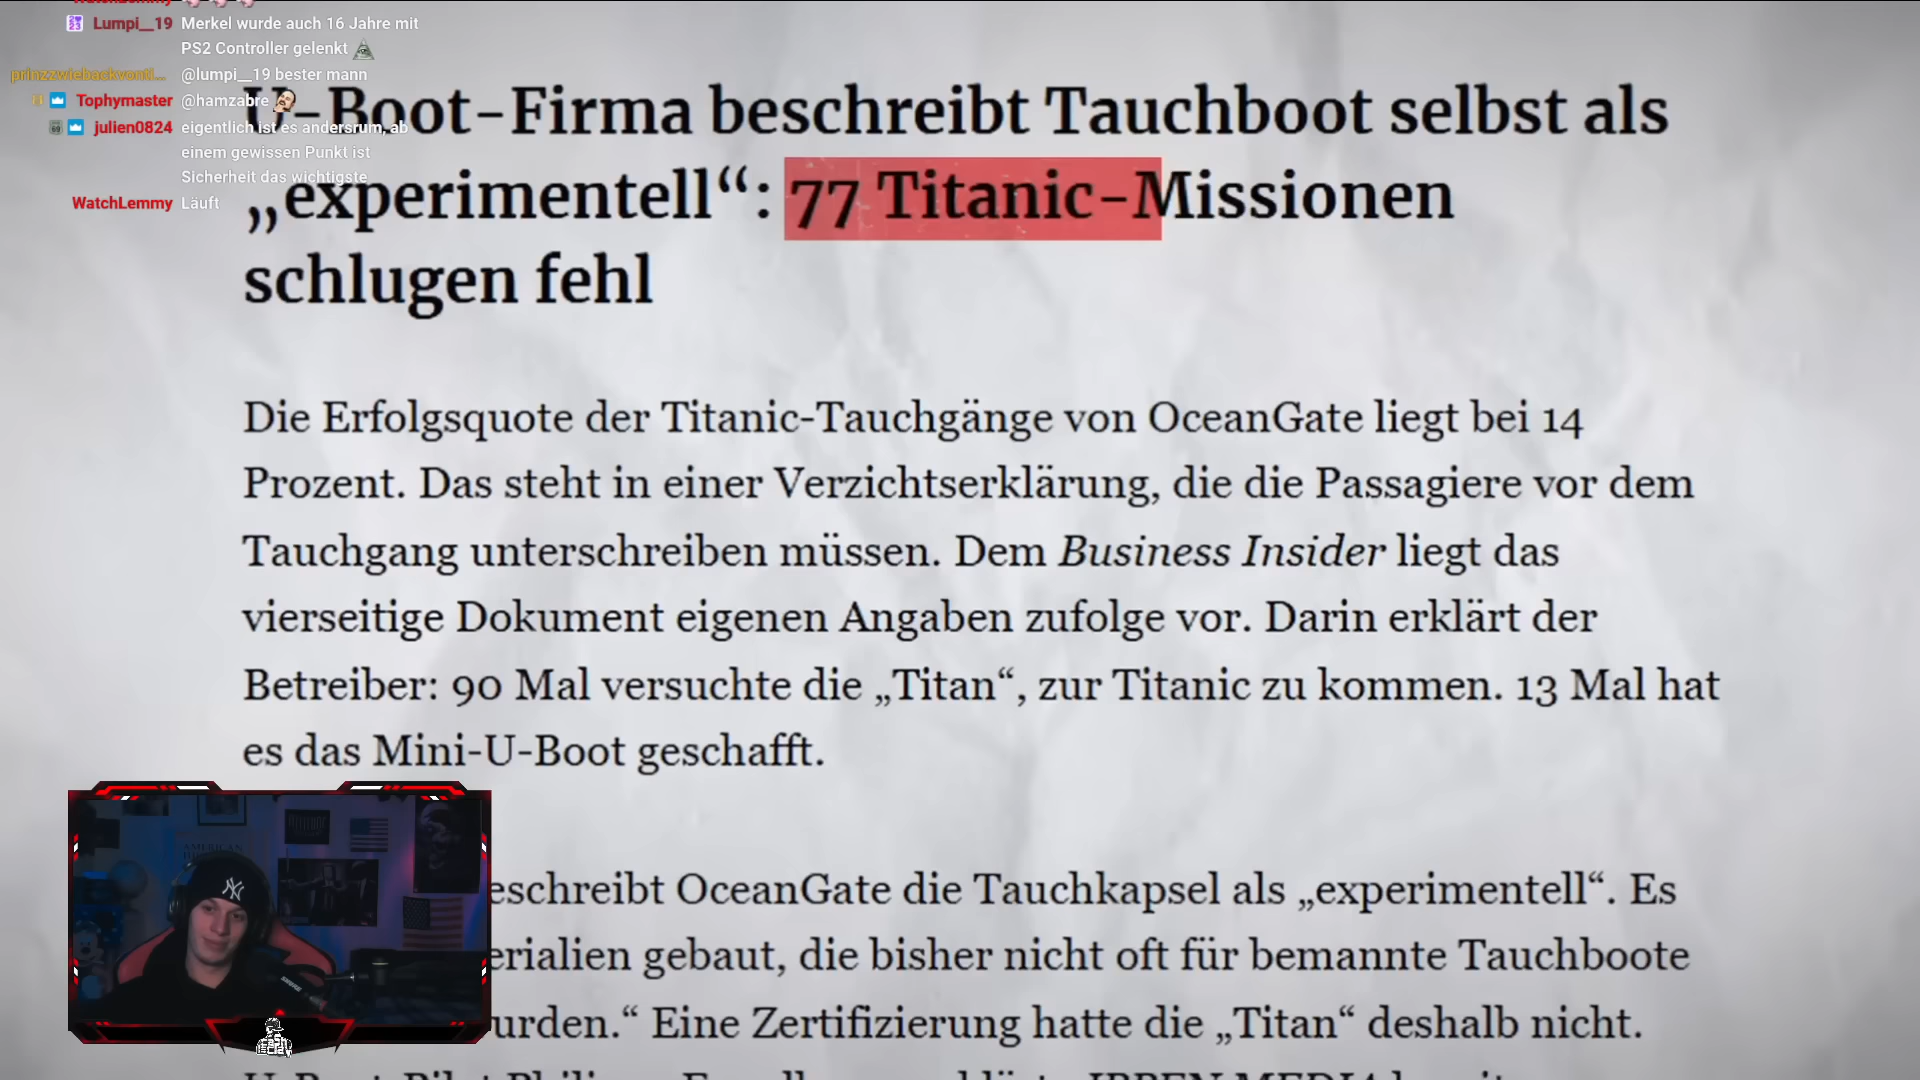 Lumpi__19 Merkel wurde auch 16 Jahre mit
PS2 Controller gelenkt
@lumpi__19 bester mann
Tophymaster @hamzabre
julien0824 eigentlich ist es andersrum, ab
einem gewissen Punkt ist
Sicherheit das wichtigste
WatchLemmy Läuft
U-Boot-Firma beschreibt Tauchboot selbst als
„experimentell“: 77 Titanic-Missionen
schlugen fehl
Die Erfolgsquote der Titanic-Tauchgänge von OceanGate liegt bei 14
Prozent. Das steht in einer Verzichtserklärung, die die Passagiere vor dem
Tauchgang unterschreiben müssen. Dem Business Insider liegt das
vierseitige Dokument eigenen Angaben zufolge vor. Darin erklärt der
Betreiber: 90 Mal versuchte die „Titan“, zur Titanic zu kommen. 13 Mal hat
es das Mini-U-Boot geschafft.
eschreibt OceanGate die Tauchkapsel als „experimentell“. Es
erialien gebaut, die bisher nicht oft für bemannte Tauchboote
urden.“ Eine Zertifizierung hatte die „Titan“ deshalb nicht.